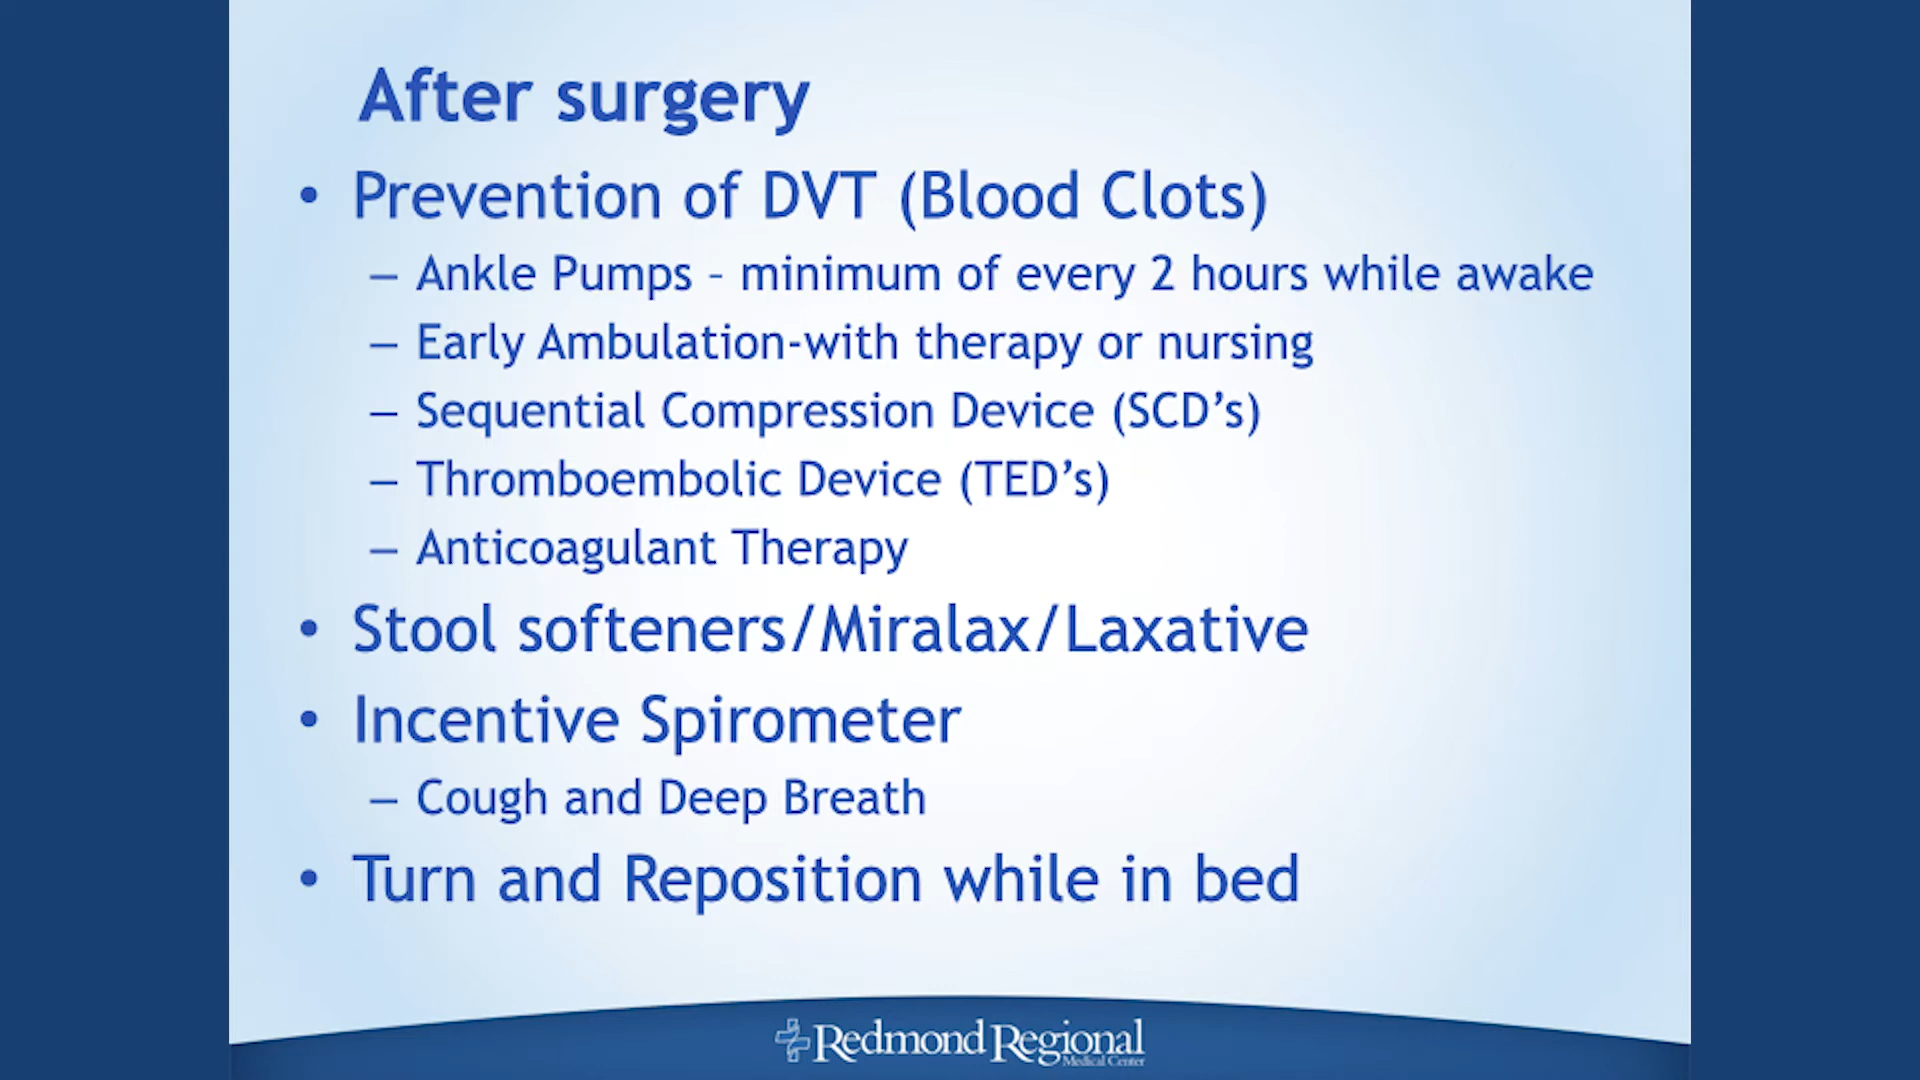 After surgery
• Prevention of DVT (Blood Clots)
– Ankle Pumps – minimum of every 2 hours while awake
– Early Ambulation-with therapy or nursing
– Sequential Compression Device (SCD’s)
– Thromboembolic Device (TED’s)
– Anticoagulant Therapy
• Stool softeners/Miralax/Laxative
• Incentive Spirometer
– Cough and Deep Breath
• Turn and Reposition while in bed
Redmond Regional
Medical Center